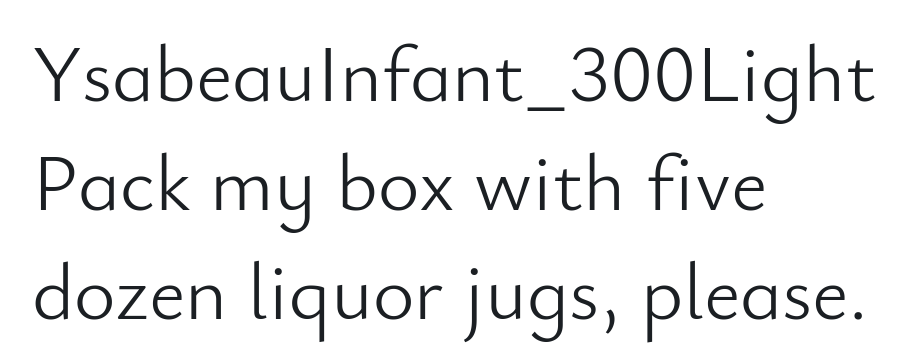 YsabeauInfant_300Light
Pack my box with five
dozen liquor jugs, please.